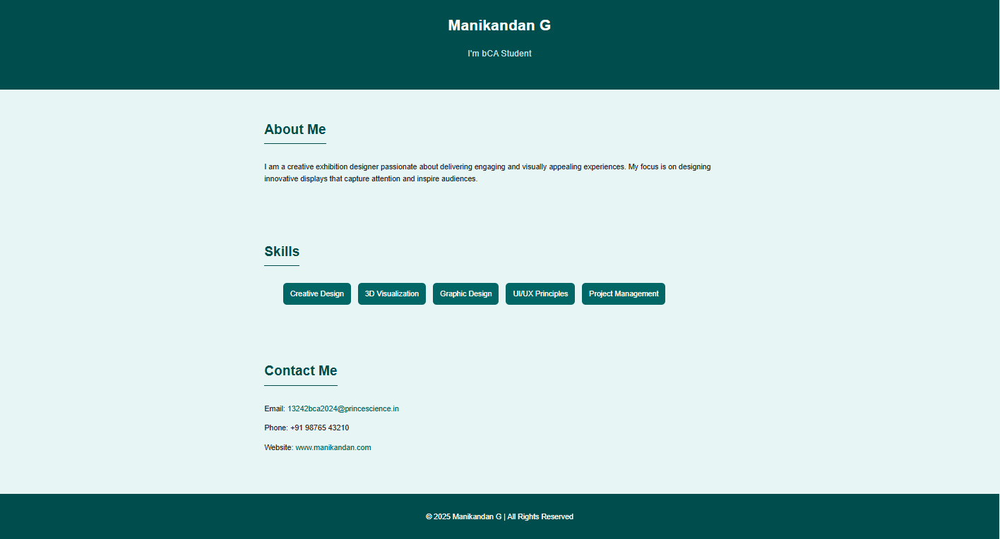 Manikandan G
I'm bCA Student
About Me
I am a creative exhibition designer passionate about delivering engaging and visually appealing experiences. My focus is on designing
innovative displays that capture attention and inspire audiences.
Skills
Creative Design 3D Visualization Graphic Design UI/UX Principles Project Management
Contact Me
Email: 13242bca2024@princescience.in
Phone: +91 98765 43210
Website: www.manikandan.com
© 2025 Manikandan G | All Rights Reserved